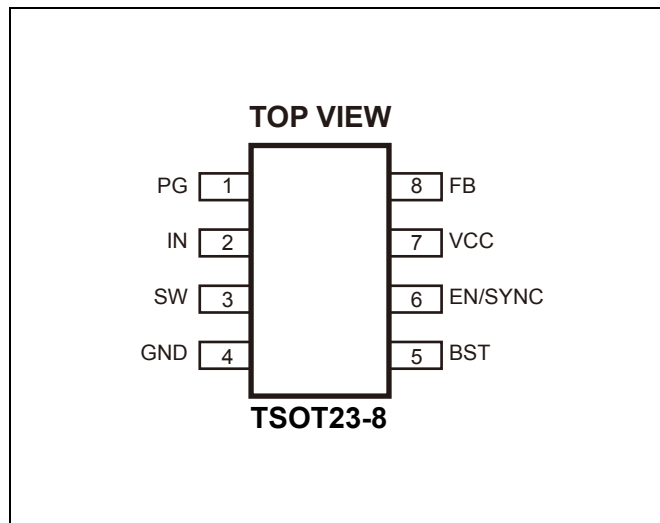 TOP VIEW
PG 1 8 FB
IN 2 7 VCC
SW 3 6 EN/SYNC
GND 4 5 BST
TSOT23-8